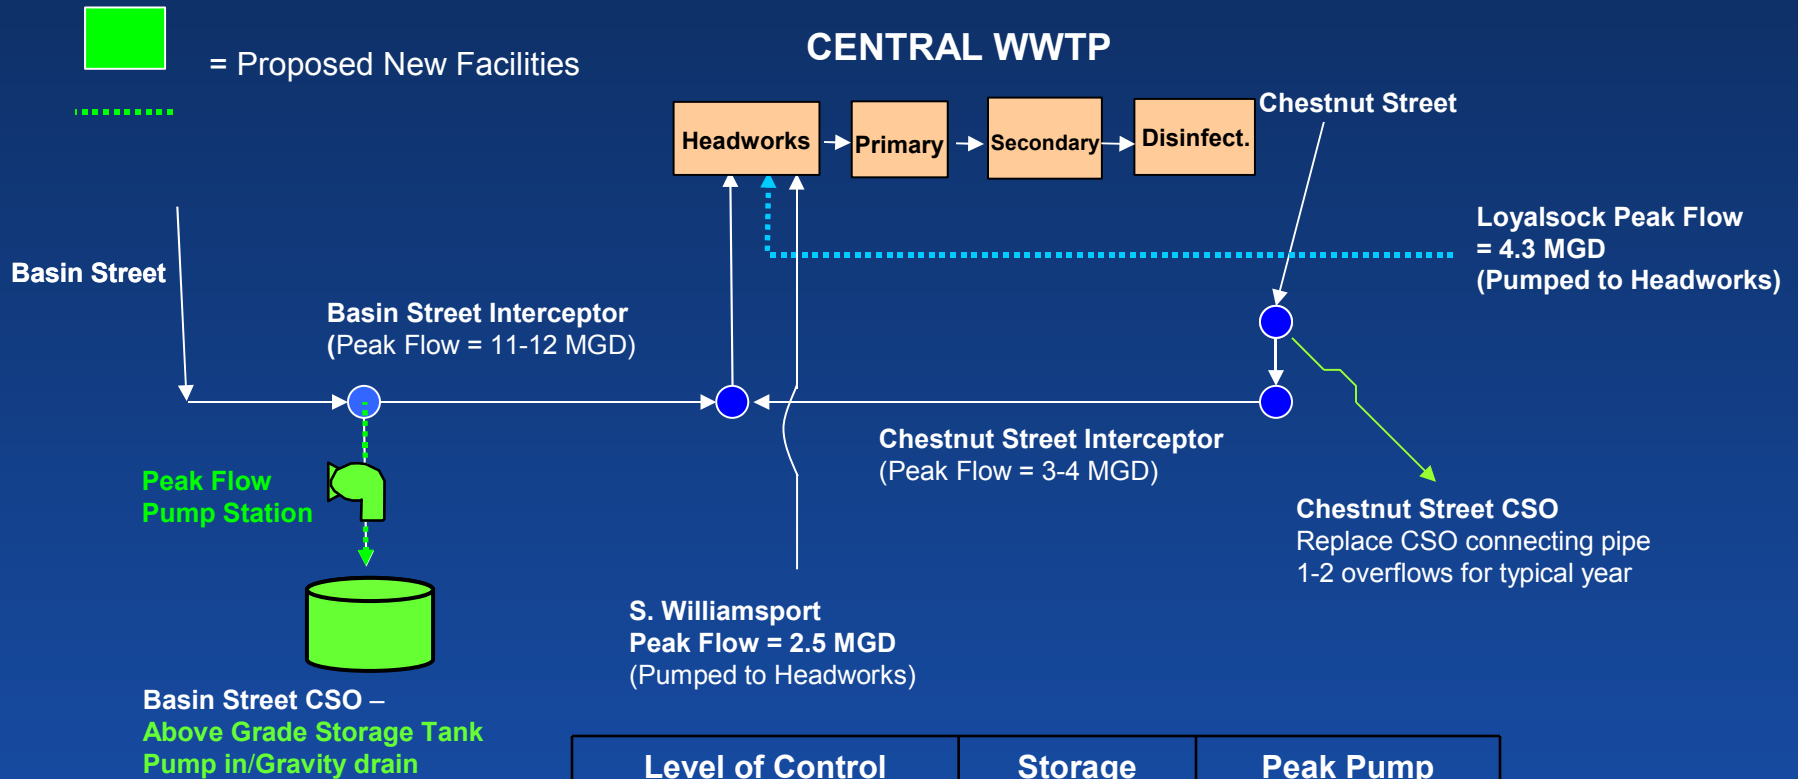 = Proposed New Facilities
CENTRAL WWTP
Headworks
Primary
Secondary
Disinfect.
Chestnut Street
Loyalsock Peak Flow
= 4.3 MGD
(Pumped to Headworks)
Basin Street
Basin Street Interceptor
(Peak Flow = 11-12 MGD)
Chestnut Street Interceptor
(Peak Flow = 3-4 MGD)
Peak Flow
Pump Station
Chestnut Street CSO
Replace CSO connecting pipe
1-2 overflows for typical year
S. Williamsport
Peak Flow = 2.5 MGD
(Pumped to Headworks)
Basin Street CSO –
Above Grade Storage Tank
Pump in/Gravity drain
Level of Control
Storage
Peak Pump